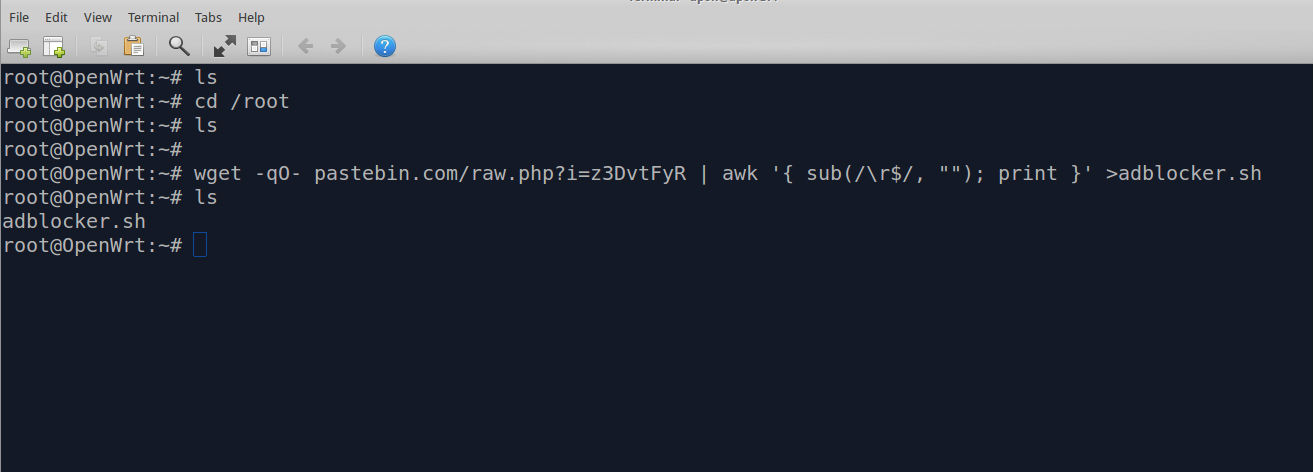 File Edit View Terminal Tabs Help
root@OpenWrt:~# ls
root@OpenWrt:~# cd /root
root@OpenWrt:~# ls
root@OpenWrt:~#
root@OpenWrt:~# wget -qO- pastebin.com/raw.php?i=z3DvtFyR | awk '{ sub(/\r$/, ""); print }' >adblocker.sh
root@OpenWrt:~# ls
adblocker.sh
root@OpenWrt:~#